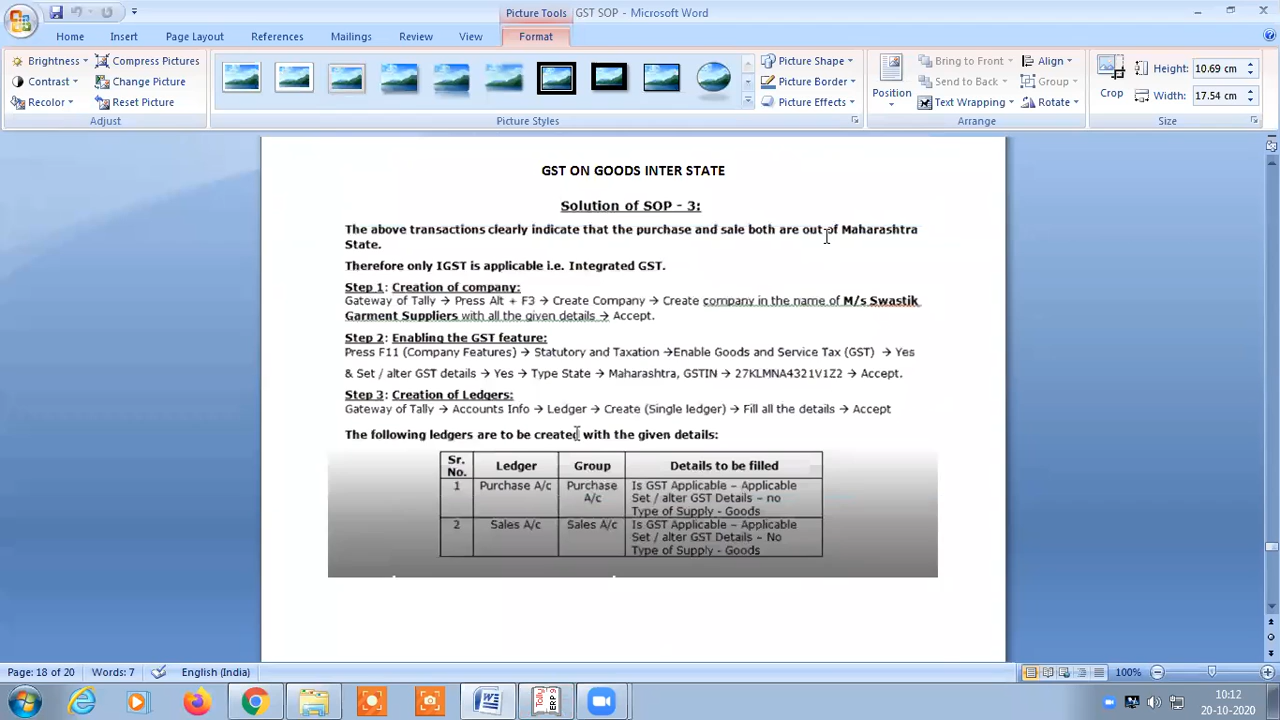 Picture Tools
GST SOP - Microsoft Word
Home
Insert
Page Layout
References
Mailings
Review
View
Format
Brightness
Compress Pictures
Contrast
Change Picture
Recolor
Reset Picture
Adjust
Picture Styles
Picture Shape
Picture Border
Picture Effects
Position
Bring to Front
Send to Back
Text Wrapping
Align
Group
Rotate
Arrange
Crop
Height: 10.69 cm
Width: 17.54 cm
Size
GST ON GOODS INTER STATE
Solution of SOP - 3:
The above transactions clearly indicate that the purchase and sale both are out of Maharashtra
State.
Therefore only IGST is applicable i.e. Integrated GST.
Step 1: Creation of company:
Gateway of Tally → Press Alt + F3 → Create Company → Create company in the name of M/s Swastik
Garment Suppliers with all the given details → Accept.
Step 2: Enabling the GST feature:
Press F11 (Company Features) → Statutory and Taxation →Enable Goods and Service Tax (GST) → Yes
& Set / alter GST details → Yes → Type State → Maharashtra, GSTIN → 27KLMNA4321V1Z2 → Accept.
Step 3: Creation of Ledgers:
Gateway of Tally → Accounts Info → Ledger → Create (Single ledger) → Fill all the details → Accept
The following ledgers are to be created with the given details:
Sr. No. Ledger Group Details to be filled
1 Purchase A/c Purchase A/c Is GST Applicable – Applicable
Set / alter GST Details – no
Type of Supply - Goods
2 Sales A/c Sales A/c Is GST Applicable – Applicable
Set / alter GST Details – No
Type of Supply - Goods
Page: 18 of 20
Words: 7
English (India)
100%
Tally
ERP 9
10:12
20-10-2020